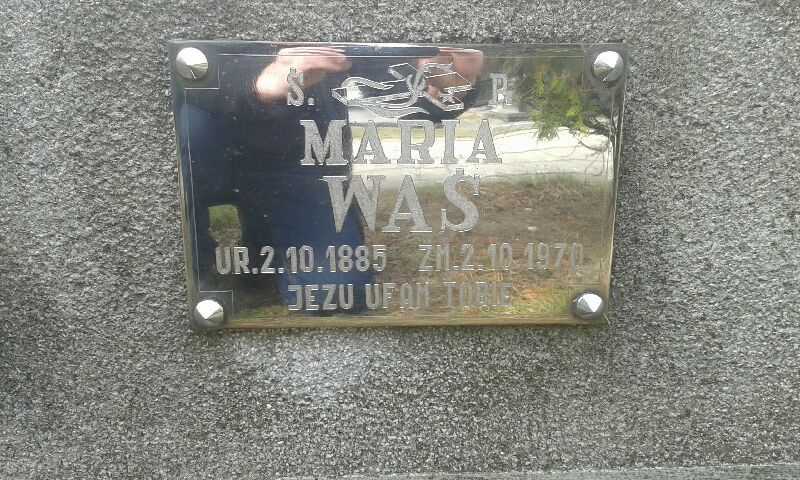 Ś. P.
MARIA
WAŚ
UR.2.10.1885 ZM.2.10.1970
JEZU UFAM TOBIE